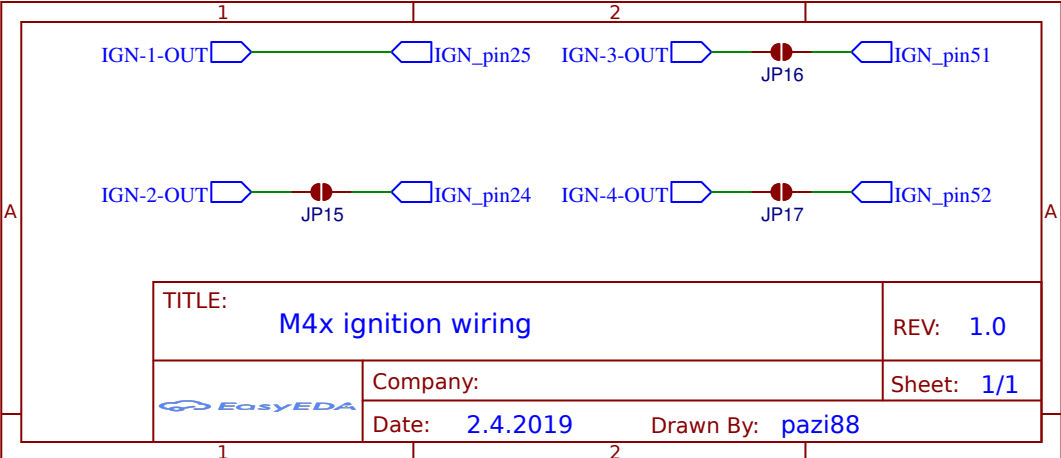 1 2
IGN-1-OUT IGN_pin25 IGN-3-OUT IGN_pin51
JP16
IGN-2-OUT IGN_pin24 IGN-4-OUT IGN_pin52
JP15 JP17
A A
TITLE:
M4x ignition wiring
REV: 1.0
EasyEDA
Company:
Sheet: 1/1
Date: 2.4.2019 Drawn By: pazi88
1 2